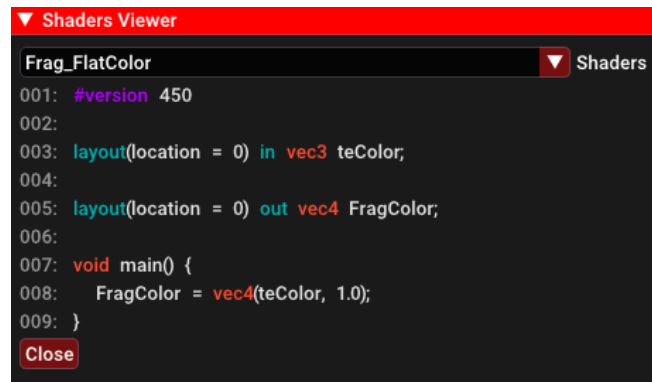 Shaders Viewer
Frag_FlatColor Shaders
001: #version 450
002:
003: layout(location = 0) in vec3 teColor;
004:
005: layout(location = 0) out vec4 FragColor;
006:
007: void main() {
008:   FragColor = vec4(teColor, 1.0);
009: }
Close